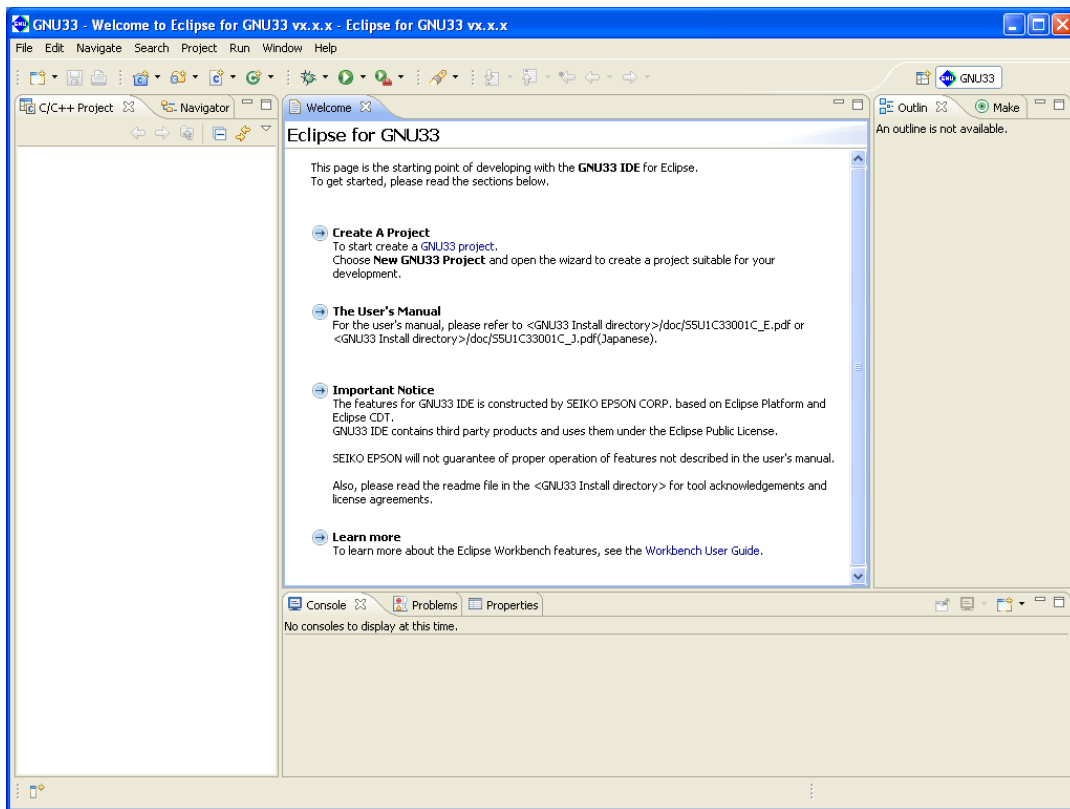 GNU33 - Welcome to Eclipse for GNU33 vx.x.x - Eclipse for GNU33 vx.x.x
File Edit Navigate Search Project Run Window Help
GNU33
C/C++ Project
Navigator
Welcome
Outlin
Make
An outline is not available.
Eclipse for GNU33
This page is the starting point of developing with the GNU33 IDE for Eclipse.
To get started, please read the sections below.
Create A Project
To start create a GNU33 project.
Choose New GNU33 Project and open the wizard to create a project suitable for your
development.
The User's Manual
For the user's manual, please refer to <GNU33 Install directory>/doc/S5U1C33001C_E.pdf or
<GNU33 Install directory>/doc/S5U1C33001C_J.pdf(Japanese).
Important Notice
The features for GNU33 IDE is constructed by SEIKO EPSON CORP. based on Eclipse Platform and
Eclipse CDT.
GNU33 IDE contains third party products and uses them under the Eclipse Public License.
SEIKO EPSON will not guarantee of proper operation of features not described in the user's manual.
Also, please read the readme file in the <GNU33 Install directory> for tool acknowledgements and
license agreements.
Learn more
To learn more about the Eclipse Workbench features, see the Workbench User Guide.
Console
Problems
Properties
No consoles to display at this time.